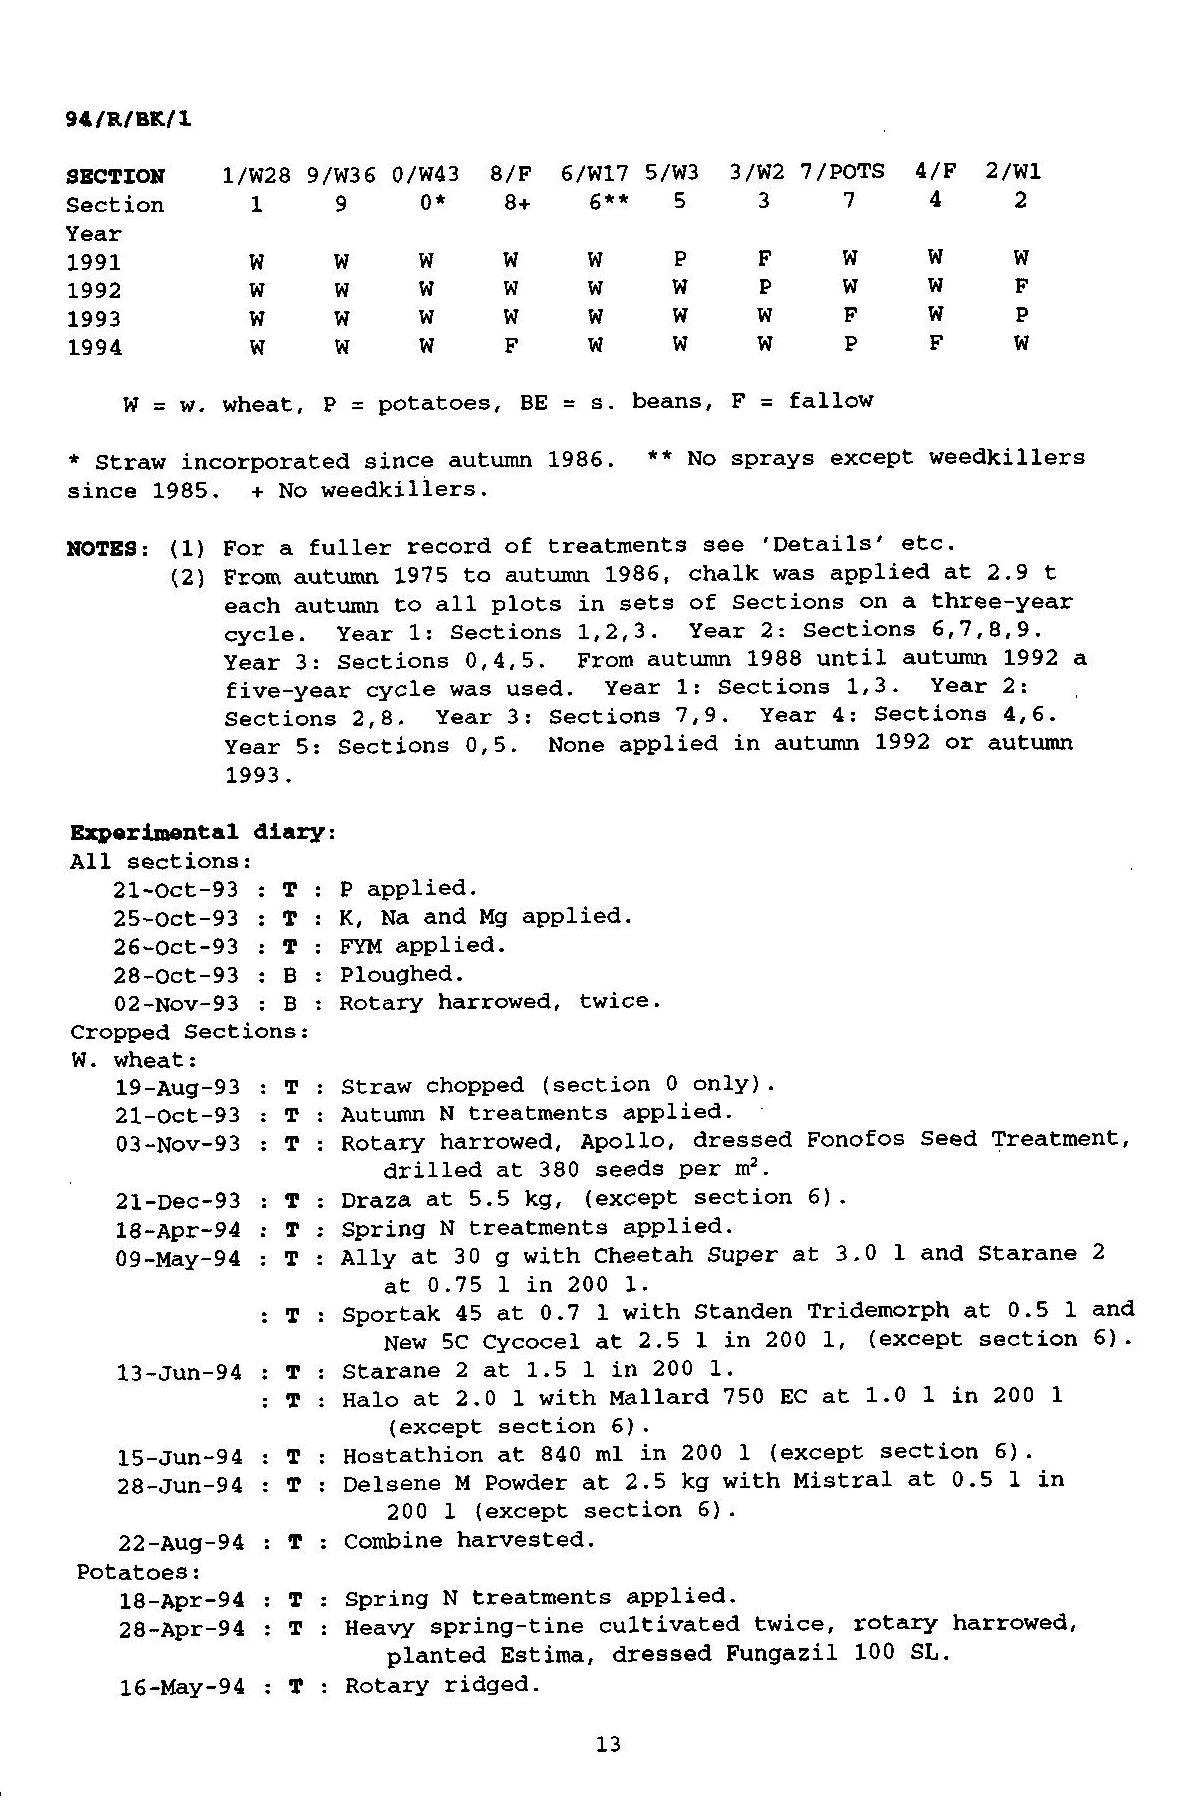 94/R/BK/1
SECTION 1/W28 9/W36 0/W43 8/F 6/W17 5/W3 3/W2 7/POTS 4/F 2/W1
Section 1 9 0* 8+ 6** 5 3 7 4 2
Year
1991 W W W W W P F W W W
1992 W W W W W W P W W F
1993 W W W W W W W F W P
1994 W W W F W W W P F W
W = w. wheat, P = potatoes, BE = s. beans, F = fallow
* Straw incorporated since autumn 1986. ** No sprays except weedkillers
since 1985. + No weedkillers.
NOTES: (1) For a fuller record of treatments see 'Details' etc.
(2) From autumn 1975 to autumn 1986, chalk was applied at 2.9 t
each autumn to all plots in sets of Sections on a three-year
cycle. Year 1: Sections 1,2,3. Year 2: Sections 6,7,8,9.
Year 3: Sections 0,4,5. From autumn 1988 until autumn 1992 a
five-year cycle was used. Year 1: Sections 1,3. Year 2:
Sections 2,8. Year 3: Sections 7,9. Year 4: Sections 4,6.
Year 5: Sections 0,5. None applied in autumn 1992 or autumn
1993.
Experimental diary:
All sections:
21-Oct-93 : T : P applied.
25-Oct-93 : T : K, Na and Mg applied.
26-Oct-93 : T : FYM applied.
28-Oct-93 : B : Ploughed.
02-Nov-93 : B : Rotary harrowed, twice.
Cropped Sections:
W. wheat:
19-Aug-93 : T : Straw chopped (section 0 only).
21-Oct-93 : T : Autumn N treatments applied.
03-Nov-93 : T : Rotary harrowed, Apollo, dressed Fonofos Seed Treatment,
drilled at 380 seeds per m².
21-Dec-93 : T : Draza at 5.5 kg, (except section 6).
18-Apr-94 : T : Spring N treatments applied.
09-May-94 : T : Ally at 30 g with Cheetah Super at 3.0 l and Starane 2
at 0.75 l in 200 l.
: T : Sportak 45 at 0.7 l with Standen Tridemorph at 0.5 l and
New 5C Cycocel at 2.5 l in 200 l, (except section 6).
13-Jun-94 : T : Starane 2 at 1.5 l in 200 l.
: T : Halo at 2.0 l with Mallard 750 EC at 1.0 l in 200 l
(except section 6).
15-Jun-94 : T : Hostathion at 840 ml in 200 l (except section 6).
28-Jun-94 : T : Delsene M Powder at 2.5 kg with Mistral at 0.5 l in
200 l (except section 6).
22-Aug-94 : T : Combine harvested.
Potatoes:
18-Apr-94 : T : Spring N treatments applied.
28-Apr-94 : T : Heavy spring-tine cultivated twice, rotary harrowed,
planted Estima, dressed Fungazil 100 SL.
16-May-94 : T : Rotary ridged.
13